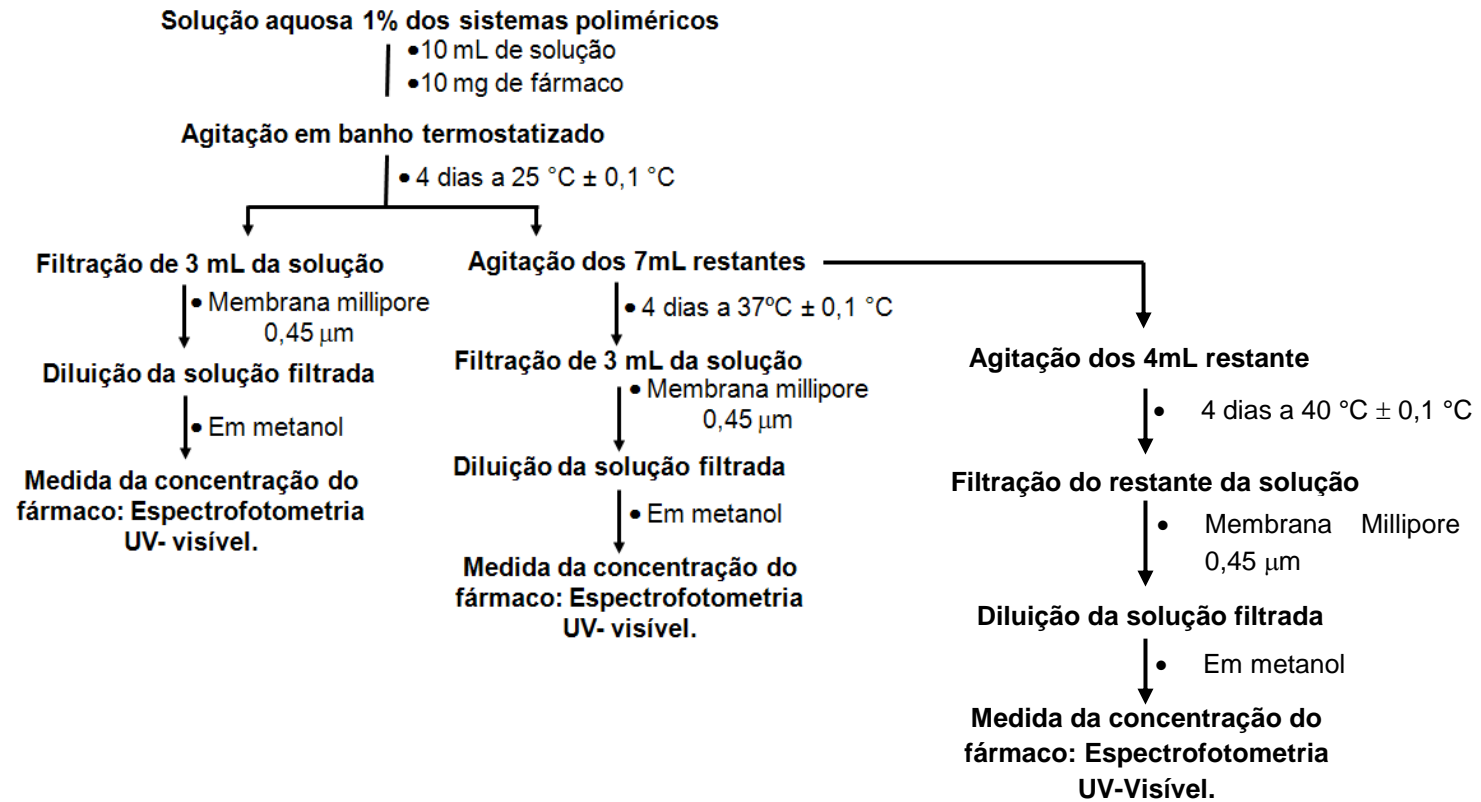 Solução aquosa 1% dos sistemas poliméricos
•10 mL de solução
•10 mg de fármaco
Agitação em banho termostatizado
• 4 dias a 25 °C ± 0,1 °C
Filtração de 3 mL da solução
• Membrana millipore
0,45 μm
Diluição da solução filtrada
• Em metanol
Medida da concentração do
fármaco: Espectrofotometria
UV- visível.
Agitação dos 7mL restantes
• 4 dias a 37ºC ± 0,1 °C
Filtração de 3 mL da solução
• Membrana millipore
0,45 μm
Diluição da solução filtrada
• Em metanol
Medida da concentração do
fármaco: Espectrofotometria
UV- visível.
Agitação dos 4mL restante
• 4 dias a 40 °C ± 0,1 °C
Filtração do restante da solução
• Membrana Millipore
0,45 μm
Diluição da solução filtrada
• Em metanol
Medida da concentração do
fármaco: Espectrofotometria
UV-Visível.